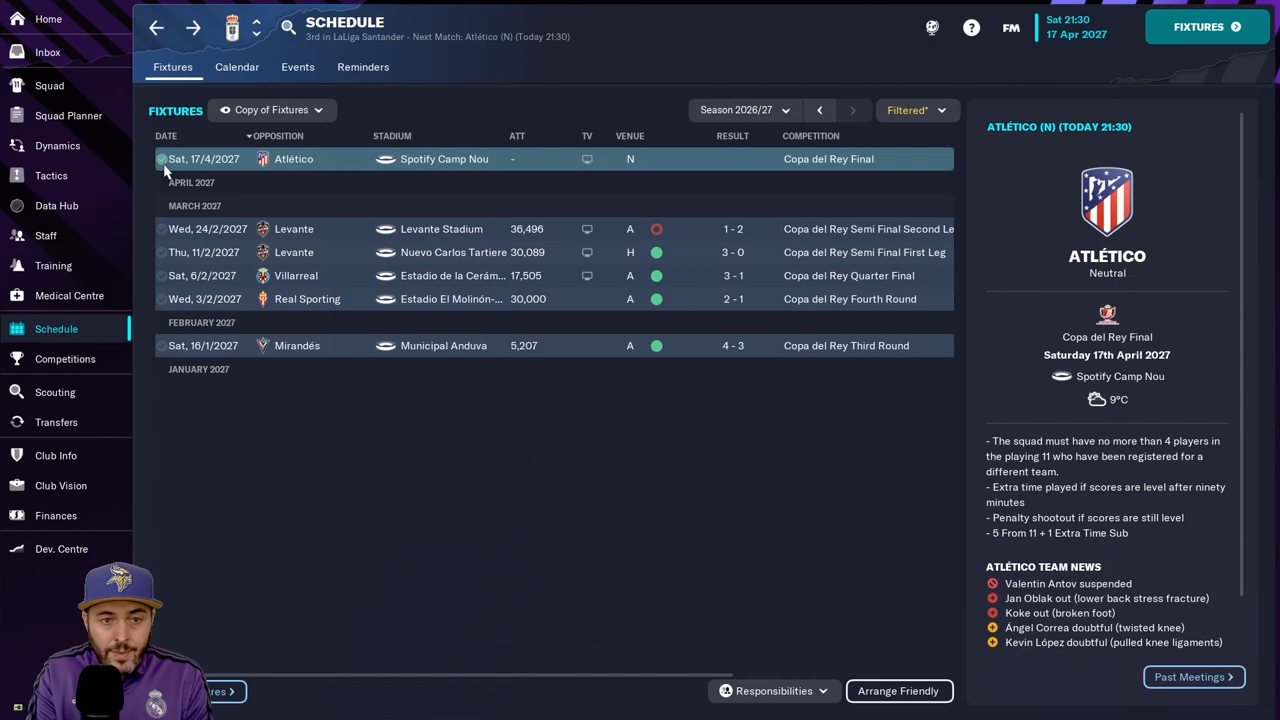 Home
Inbox
Squad
Squad Planner
Dynamics
Tactics
Data Hub
Staff
Training
Medical Centre
Schedule
Competitions
Scouting
Transfers
Club Info
Club Vision
Finances
Dev. Centre
SCHEDULE
3rd in LaLiga Santander - Next Match: Atlético (N) (Today 21:30)
FM
Sat 21:30
17 Apr 2027
FIXTURES
Fixtures Calendar Events Reminders
FIXTURES Copy of Fixtures Season 2026/27 Filtered*
DATE OPPOSITION STADIUM ATT TV VENUE RESULT COMPETITION
Sat, 17/4/2027 Atlético Spotify Camp Nou - N Copa del Rey Final
APRIL 2027
MARCH 2027
Wed, 24/2/2027 Levante Levante Stadium 36,496 A 1 - 2 Copa del Rey Semi Final Second Le
Thu, 11/2/2027 Levante Nuevo Carlos Tartiere 30,089 H 3 - 0 Copa del Rey Semi Final First Leg
Sat, 6/2/2027 Villarreal Estadio de la Cerám... 17,505 A 3 - 1 Copa del Rey Quarter Final
Wed, 3/2/2027 Real Sporting Estadio El Molinón-... 30,000 A 2 - 1 Copa del Rey Fourth Round
FEBRUARY 2027
Sat, 16/1/2027 Mirandés Municipal Anduva 5,207 A 4 - 3 Copa del Rey Third Round
JANUARY 2027
ATLÉTICO (N) (TODAY 21:30)
ATLÉTICO
Neutral
Copa del Rey Final
Saturday 17th April 2027
Spotify Camp Nou
9°C
- The squad must have no more than 4 players in
the playing 11 who have been registered for a
different team.
- Extra time played if scores are level after ninety
minutes
- Penalty shootout if scores are still level
- 5 From 11 + 1 Extra Time Sub
ATLÉTICO TEAM NEWS
Valentin Antov suspended
Jan Oblak out (lower back stress fracture)
Koke out (broken foot)
Ángel Correa doubtful (twisted knee)
Kevin López doubtful (pulled knee ligaments)
Past Meetings
res
Responsibilities
Arrange Friendly